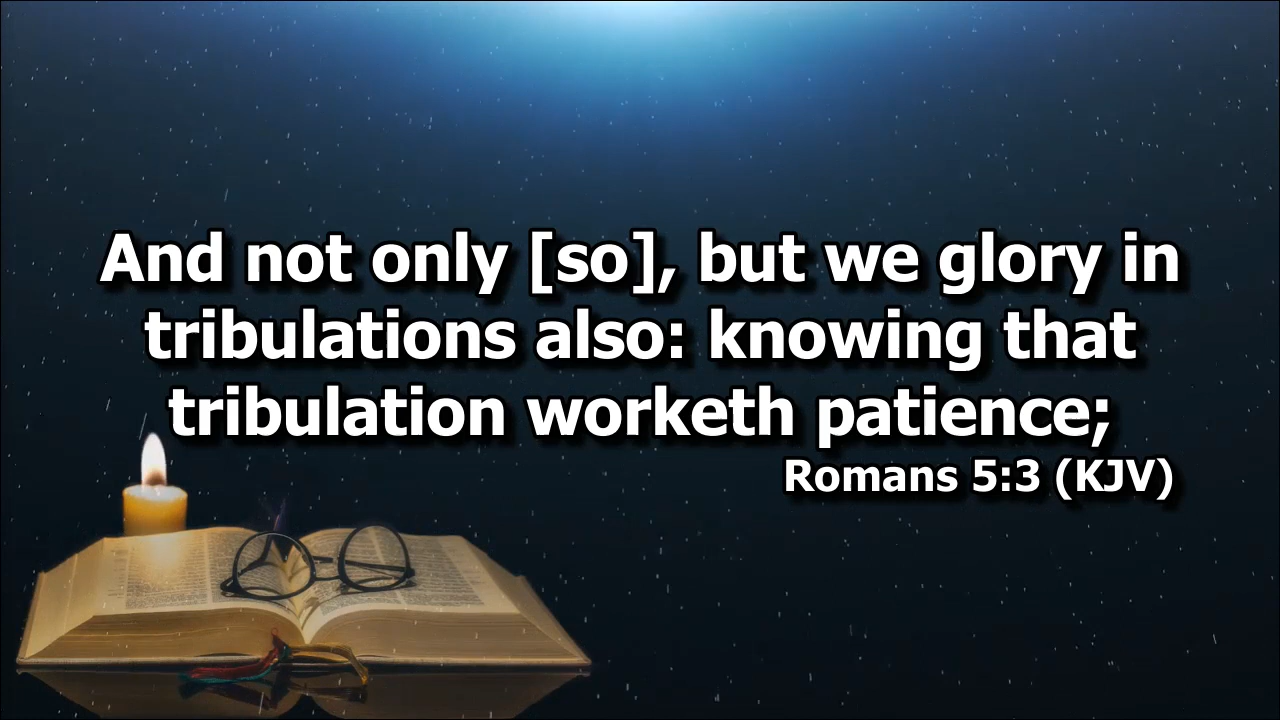 And not only [so], but we glory in
tribulations also: knowing that
tribulation worketh patience;
Romans 5:3 (KJV)